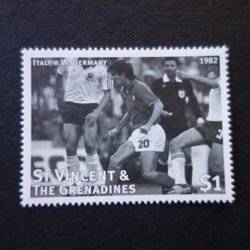 ITALY V W. GERMANY 1982
20
ST VINCENT &
THE GRENADINES $1